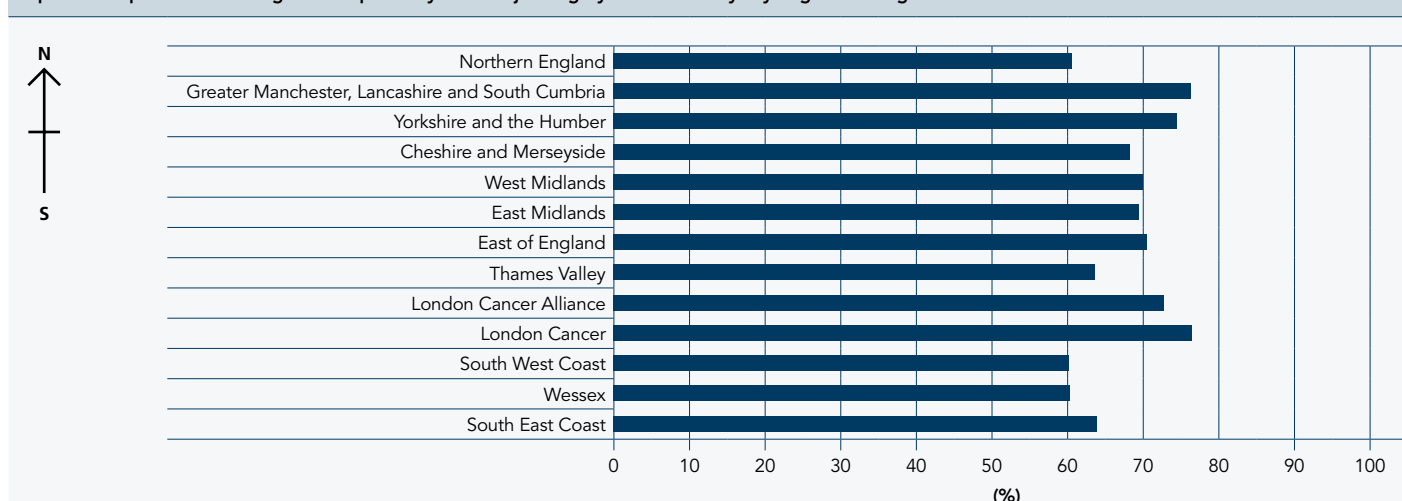 N
S
Northern England
Greater Manchester, Lancashire and South Cumbria
Yorkshire and the Humber
Cheshire and Merseyside
West Midlands
East Midlands
East of England
Thames Valley
London Cancer Alliance
London Cancer
South West Coast
Wessex
South East Coast
0 10 20 30 40 50 60 70 80 90 100
(%)